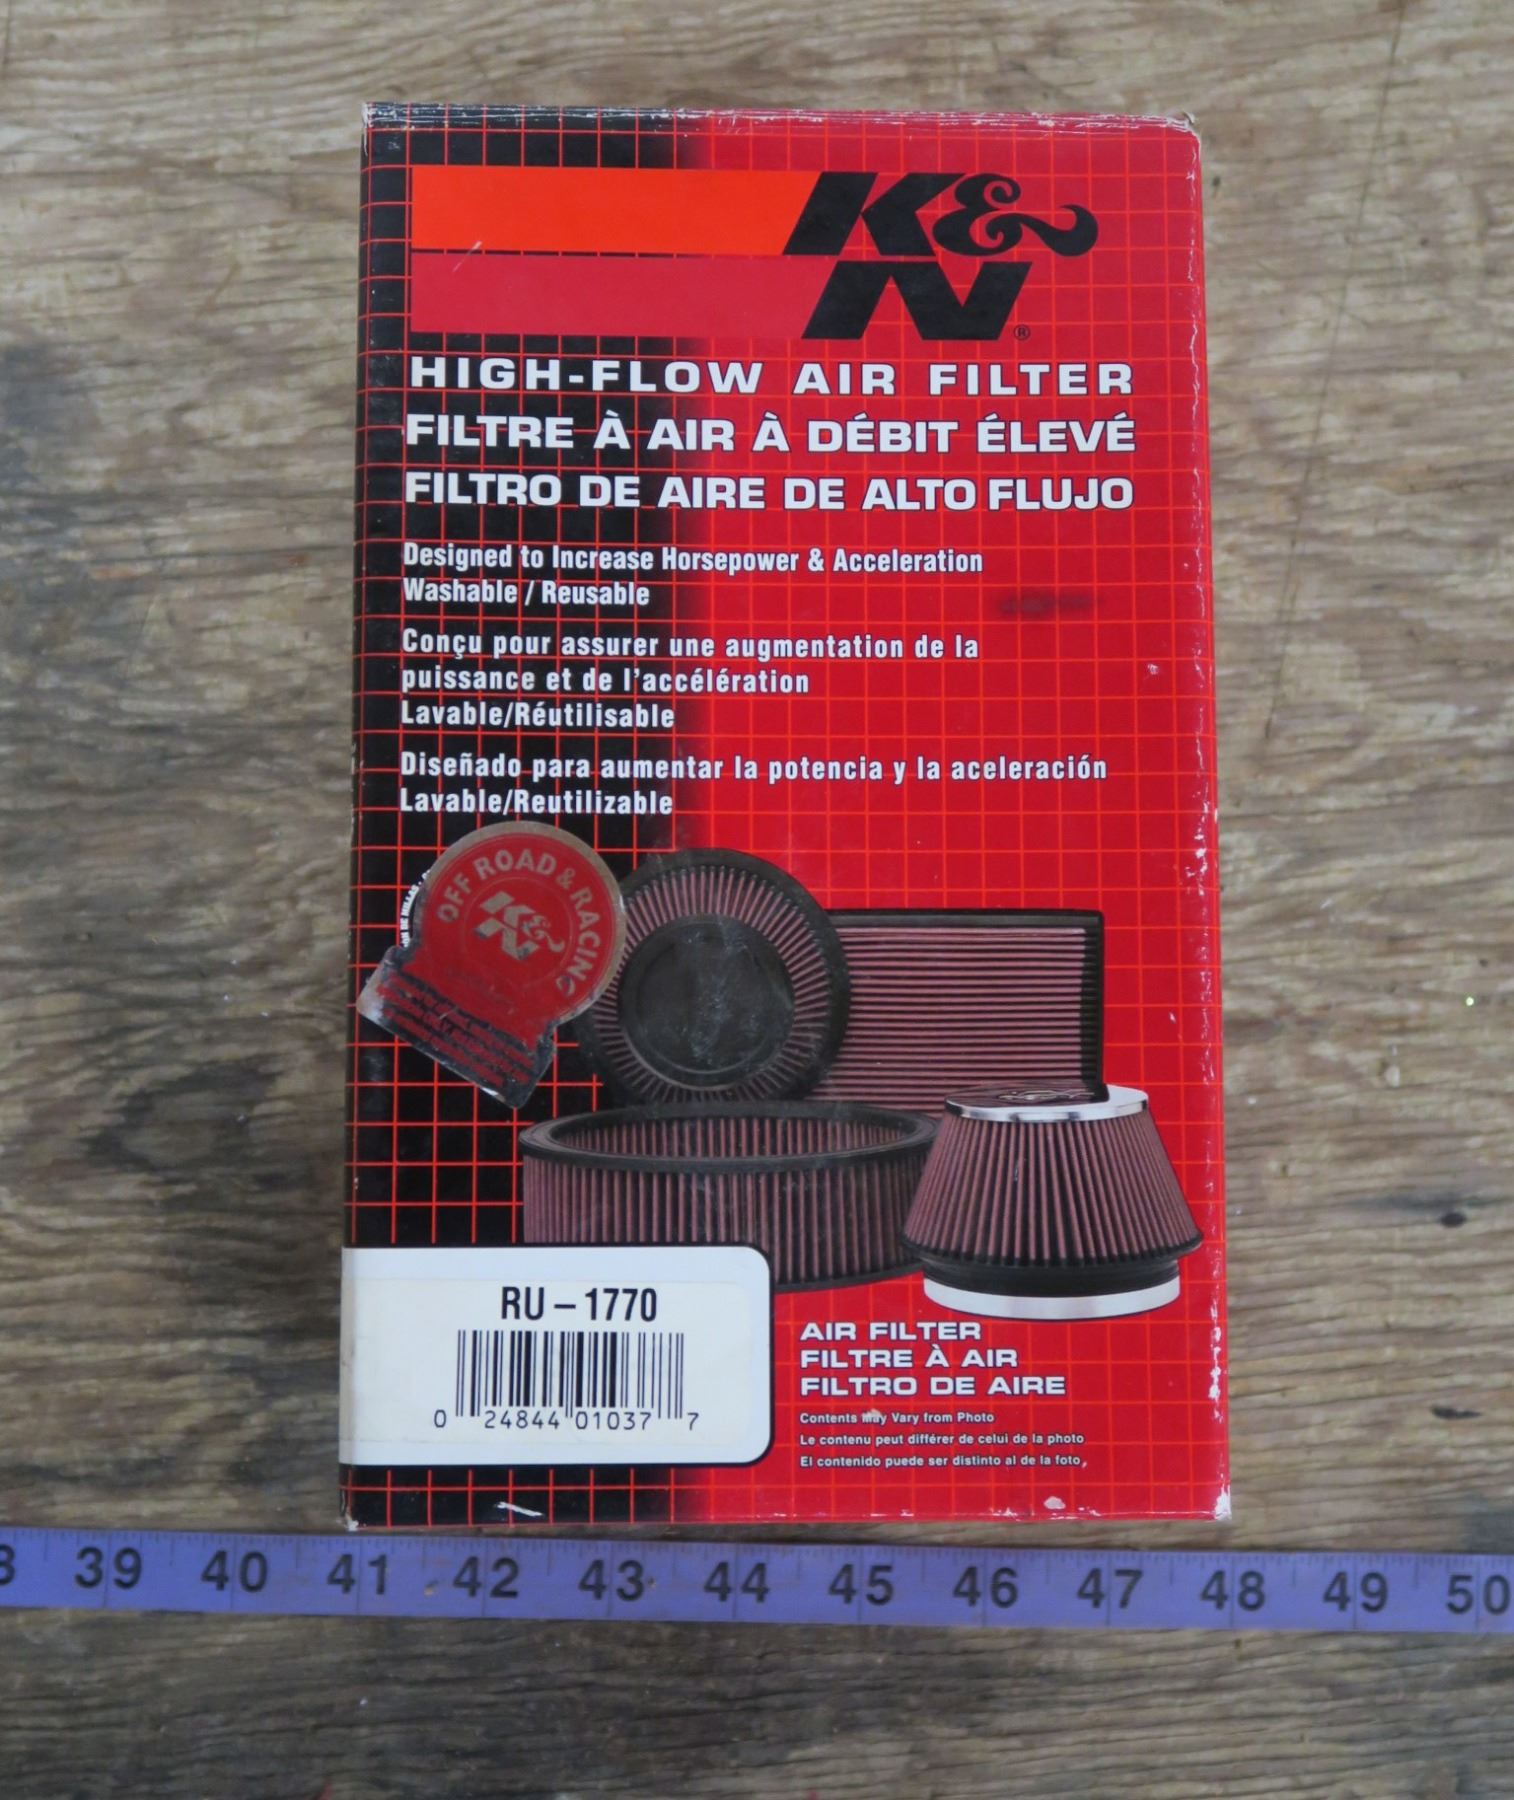 K&N®
HIGH-FLOW AIR FILTER
FILTRE À AIR À DÉBIT ÉLEVÉ
FILTRO DE AIRE DE ALTO FLUJO
Designed to Increase Horsepower & Acceleration
Washable / Reusable
Conçu pour assurer une augmentation de la
puissance et de l'accélération
Lavable/Réutilisable
Diseñado para aumentar la potencia y la aceleración
Lavable/Reutilizable
OFF ROAD & RACING
K&N
RU – 1770
0 24844 01037 7
AIR FILTER
FILTRE À AIR
FILTRO DE AIRE
Contents May Vary from Photo
Le contenu peut différer de celui de la photo
El contenido puede ser distinto al de la foto
39 40 41 42 43 44 45 46 47 48 49 50